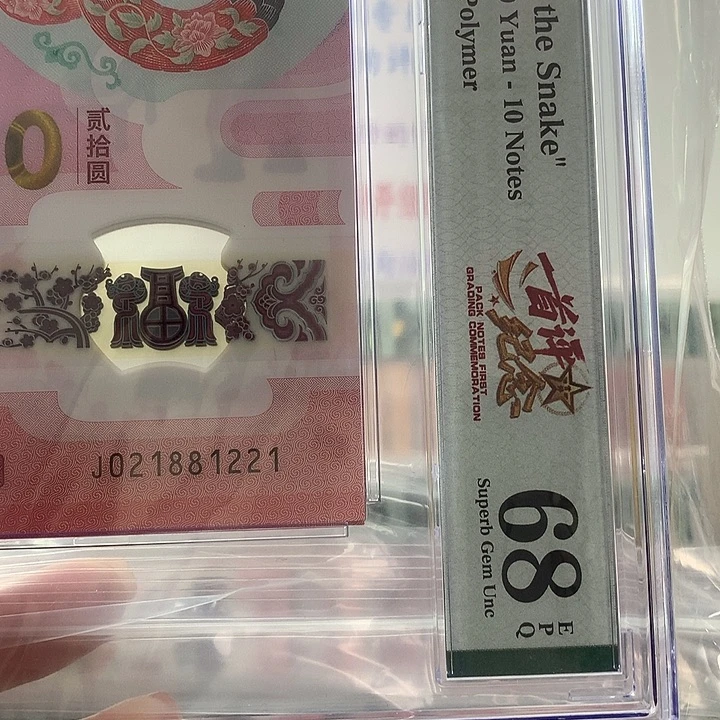 贰拾圆
J021881221
the Snake"
Yuan - 10 Notes
Polymer
首评
纪念
PACK NOTES FIRST
GRADING COMMEMORATION
68
EPQ
Superb Gem Unc